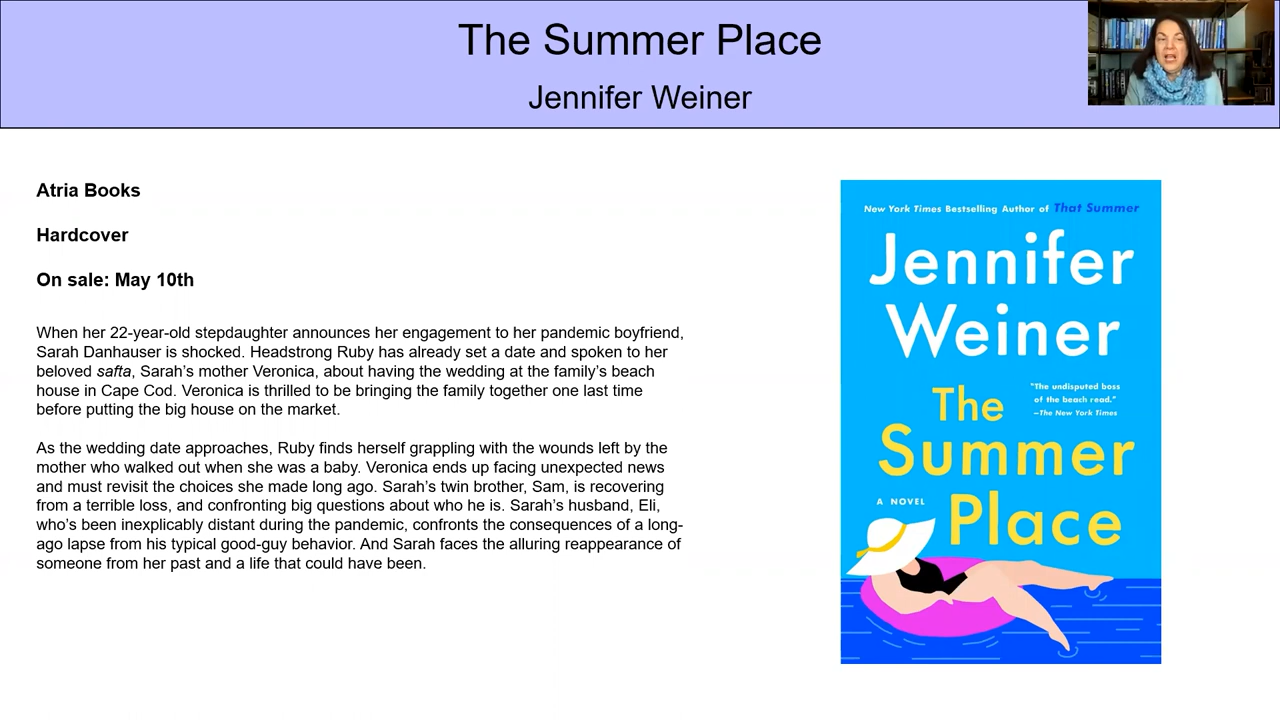 The Summer Place
Jennifer Weiner
Atria Books
Hardcover
On sale: May 10th
When her 22-year-old stepdaughter announces her engagement to her pandemic boyfriend,
Sarah Danhauser is shocked. Headstrong Ruby has already set a date and spoken to her
beloved safta, Sarah’s mother Veronica, about having the wedding at the family’s beach
house in Cape Cod. Veronica is thrilled to be bringing the family together one last time
before putting the big house on the market.
As the wedding date approaches, Ruby finds herself grappling with the wounds left by the
mother who walked out when she was a baby. Veronica ends up facing unexpected news
and must revisit the choices she made long ago. Sarah’s twin brother, Sam, is recovering
from a terrible loss, and confronting big questions about who he is. Sarah’s husband, Eli,
who’s been inexplicably distant during the pandemic, confronts the consequences of a long-
ago lapse from his typical good-guy behavior. And Sarah faces the alluring reappearance of
someone from her past and a life that could have been.
New York Times Bestselling Author of That Summer
Jennifer
Weiner
"The undisputed boss
of the beach read."
—The New York Times
The
Summer
A NOVEL
Place